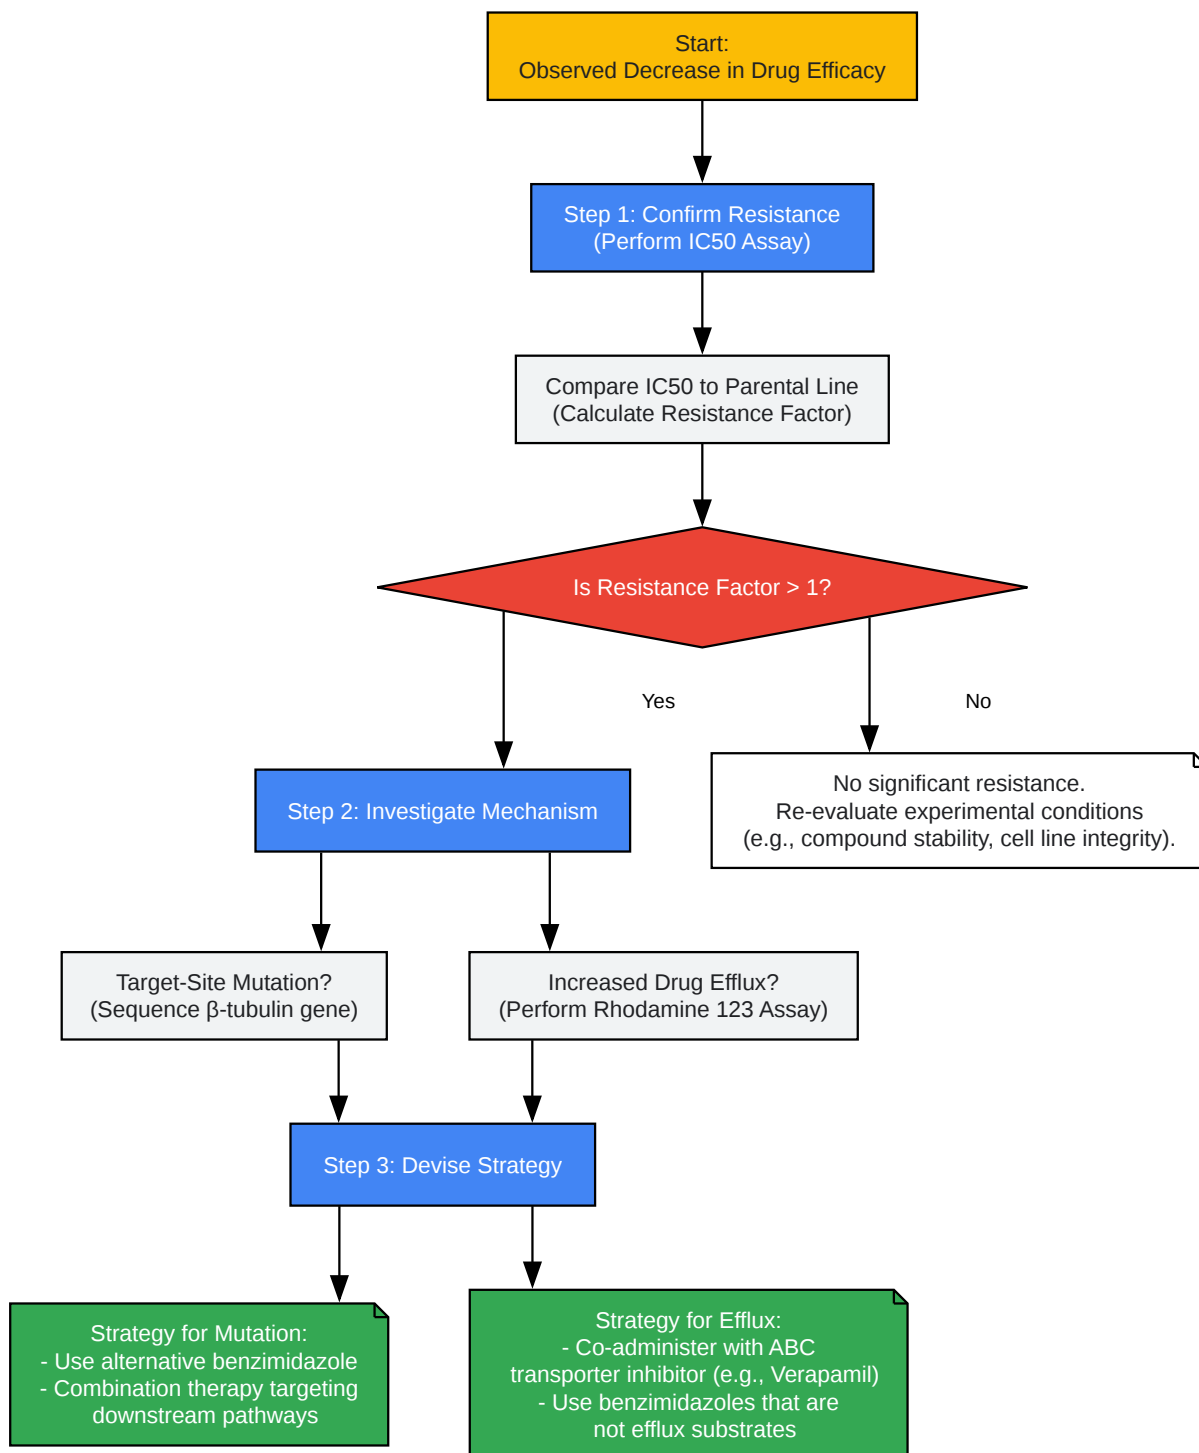 Start:
Observed Decrease in Drug Efficacy
Step 1: Confirm Resistance
(Perform IC50 Assay)
Compare IC50 to Parental Line
(Calculate Resistance Factor)
Is Resistance Factor > 1?
Yes
No
No significant resistance.
Re-evaluate experimental conditions
(e.g., compound stability, cell line integrity).
Step 2: Investigate Mechanism
Target-Site Mutation?
(Sequence β-tubulin gene)
Increased Drug Efflux?
(Perform Rhodamine 123 Assay)
Step 3: Devise Strategy
Strategy for Mutation:
- Use alternative benzimidazole
- Combination therapy targeting
downstream pathways
Strategy for Efflux:
- Co-administer with ABC
transporter inhibitor (e.g., Verapamil)
- Use benzimidazoles that are
not efflux substrates